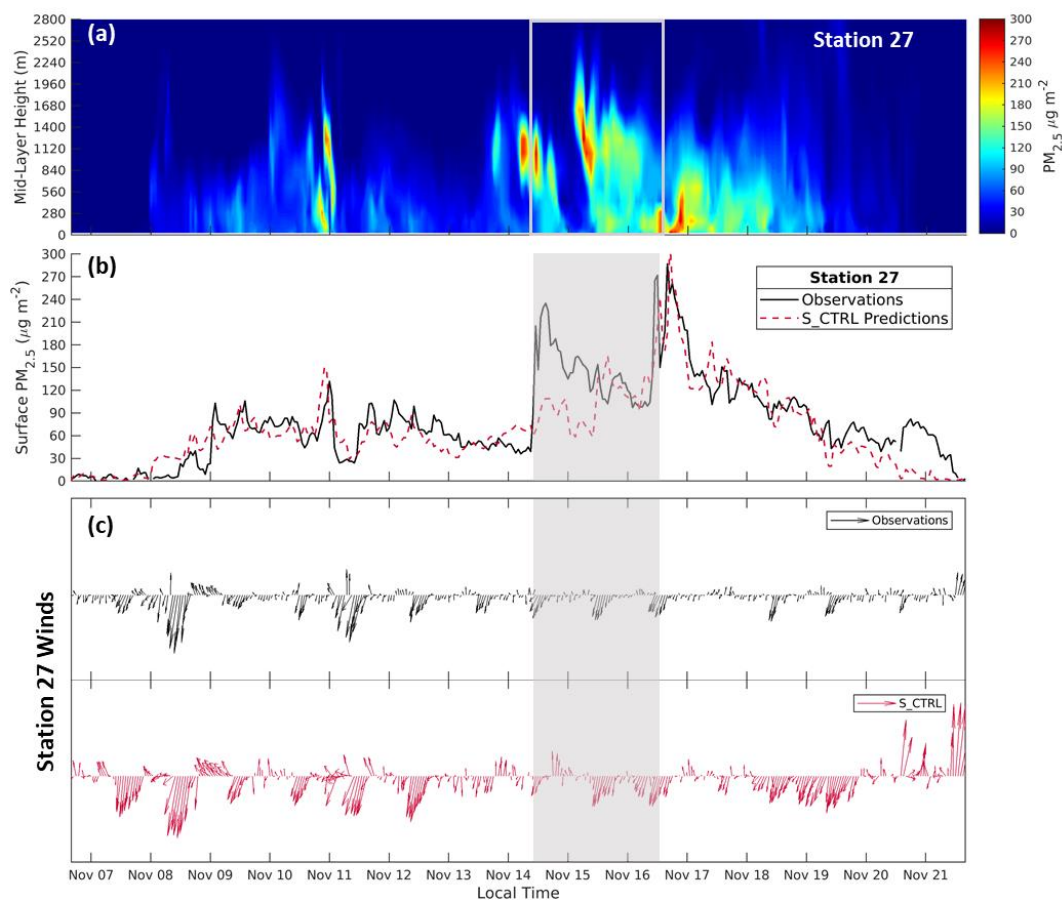 (a)
Station 27
Mid-Layer Height (m)
2800
2520
2240
1960
1680
1400
1120
840
560
280
0
300
270
240
210
180
150
120
90
60
30
0
PM2.5 μg m-2
(b)
Surface PM2.5 (μg m-2)
300
270
240
210
180
150
120
90
60
30
0
Station 27
Observations
S_CTRL Predictions
(c)
Station 27 Winds
Observations
S_CTRL
Nov 07 Nov 08 Nov 09 Nov 10 Nov 11 Nov 12 Nov 13 Nov 14 Nov 15 Nov 16 Nov 17 Nov 18 Nov 19 Nov 20 Nov 21
Local Time